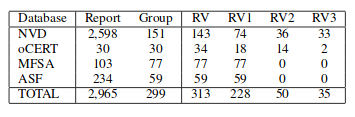 Database Report Group RV RV1 RV2 RV3
NVD 2,598 151 143 74 36 33
oCERT 30 30 34 18 14 2
MFSA 103 77 77 77 0 0
ASF 234 59 59 59 0 0
TOTAL 2,965 299 313 228 50 35